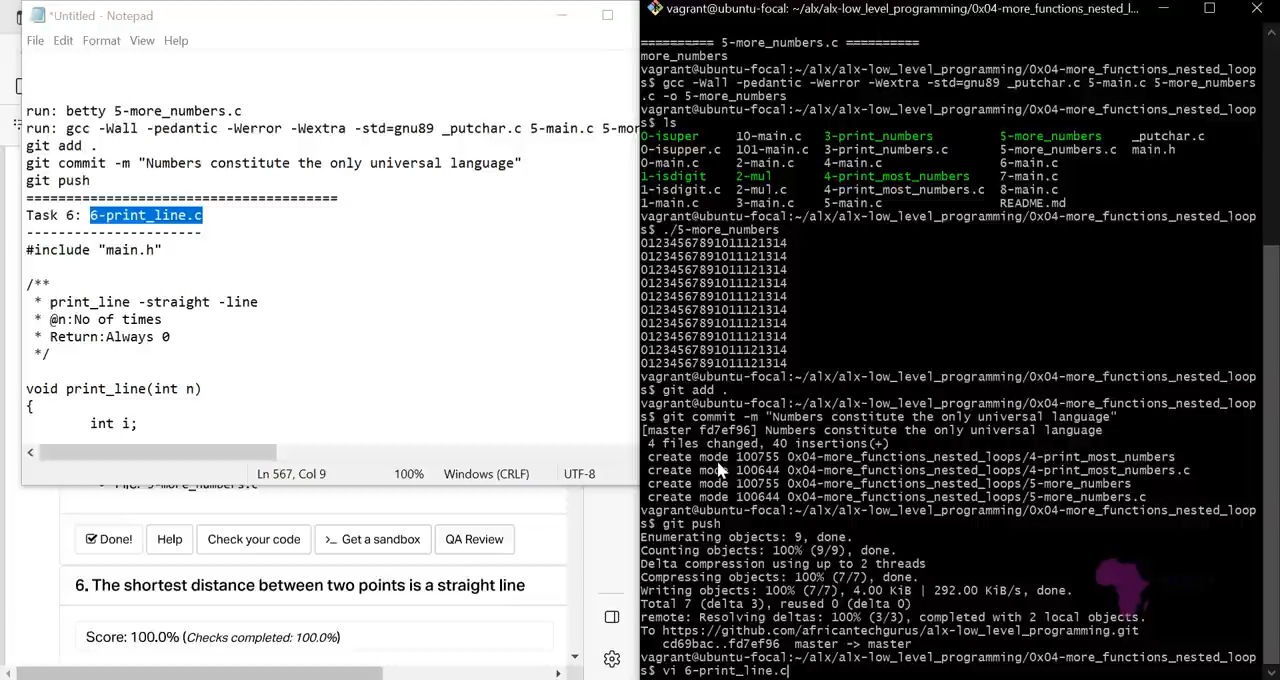 *Untitled - Notepad
File Edit Format View Help
run: betty 5-more_numbers.c
run: gcc -Wall -pedantic -Werror -Wextra -std=gnu89 _putchar.c 5-main.c 5-mo
git add .
git commit -m "Numbers constitute the only universal language"
git push
========================================
Task 6: 6-print_line.c
-----------------------
#include "main.h"
/**
* print_line -straight -line
* @n:No of times
* Return:Always 0
*/
void print_line(int n)
{
int i;
Ln 567, Col 9 100% Windows (CRLF) UTF-8
Done! Help Check your code >_ Get a sandbox QA Review
6. The shortest distance between two points is a straight line
Score: 100.0% (Checks completed: 100.0%)
vagrant@ubuntu-focal: ~/alx/alx-low_level_programming/0x04-more_functions_nested_l...
========== 5-more_numbers.c ==========
more_numbers
vagrant@ubuntu-focal:~/alx/alx-low_level_programming/0x04-more_functions_nested_loop
s$ gcc -Wall -pedantic -Werror -Wextra -std=gnu89 _putchar.c 5-main.c 5-more_numbers
.c -o 5-more_numbers
vagrant@ubuntu-focal:~/alx/alx-low_level_programming/0x04-more_functions_nested_loop
s$ ls
0-isuper 10-main.c 3-print_numbers 5-more_numbers _putchar.c
0-isupper.c 101-main.c 3-print_numbers.c 5-more_numbers.c main.h
0-main.c 2-main.c 4-main.c 6-main.c
1-isdigit 2-mul 4-print_most_numbers 7-main.c
1-isdigit.c 2-mul.c 4-print_most_numbers.c 8-main.c
1-main.c 3-main.c 5-main.c README.md
vagrant@ubuntu-focal:~/alx/alx-low_level_programming/0x04-more_functions_nested_loop
s$ ./5-more_numbers
01234567891011121314
01234567891011121314
01234567891011121314
01234567891011121314
01234567891011121314
01234567891011121314
01234567891011121314
01234567891011121314
01234567891011121314
01234567891011121314
vagrant@ubuntu-focal:~/alx/alx-low_level_programming/0x04-more_functions_nested_loop
s$ git add .
vagrant@ubuntu-focal:~/alx/alx-low_level_programming/0x04-more_functions_nested_loop
s$ git commit -m "Numbers constitute the only universal language"
[master fd7ef96] Numbers constitute the only universal language
4 files changed, 40 insertions(+)
create mode 100755 0x04-more_functions_nested_loops/4-print_most_numbers
create mode 100644 0x04-more_functions_nested_loops/4-print_most_numbers.c
create mode 100755 0x04-more_functions_nested_loops/5-more_numbers
create mode 100644 0x04-more_functions_nested_loops/5-more_numbers.c
vagrant@ubuntu-focal:~/alx/alx-low_level_programming/0x04-more_functions_nested_loop
s$ git push
Enumerating objects: 9, done.
Counting objects: 100% (9/9), done.
Delta compression using up to 2 threads
Compressing objects: 100% (7/7), done.
Writing objects: 100% (7/7), 4.00 KiB | 292.00 KiB/s, done.
Total 7 (delta 3), reused 0 (delta 0)
remote: Resolving deltas: 100% (3/3), completed with 2 local objects.
To https://github.com/africantechgurus/alx-low_level_programming.git
cd69bac..fd7ef96 master -> master
vagrant@ubuntu-focal:~/alx/alx-low_level_programming/0x04-more_functions_nested_loop
s$ vi 6-print_line.c